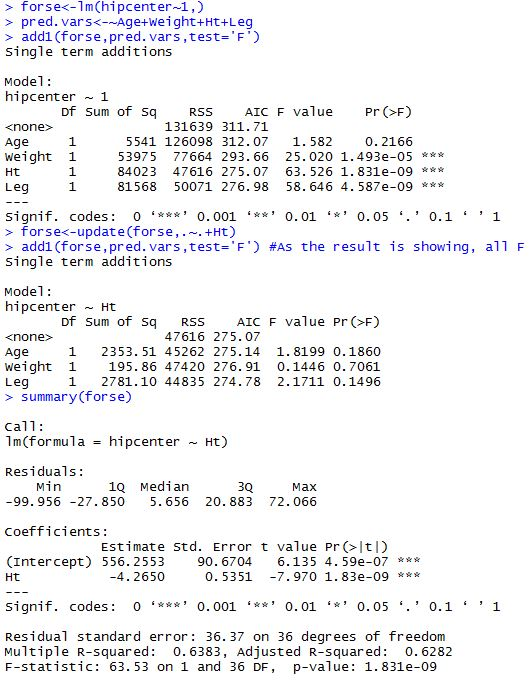 > forse<-lm(hipcenter~1,)
> pred.vars<-~Age+Weight+Ht+Leg
> add1(forse,pred.vars,test='F')
Single term additions

Model:
hipcenter ~ 1
       Df Sum of Sq    RSS    AIC F value    Pr(>F)
<none>              131639 311.71
Age     1      5541 126098 312.07   1.582    0.2166
Weight  1     53975  77664 293.66  25.020 1.493e-05 ***
Ht      1     84023  47616 275.07  63.526 1.831e-09 ***
Leg     1     81568  50071 276.98  58.646 4.587e-09 ***
---
Signif. codes:  0 ‘***’ 0.001 ‘**’ 0.01 ‘*’ 0.05 ‘.’ 0.1 ‘ ’ 1
> forse<-update(forse,.~.+Ht)
> add1(forse,pred.vars,test='F') #As the result is showing, all F
Single term additions

Model:
hipcenter ~ Ht
       Df Sum of Sq   RSS    AIC F value Pr(>F)
<none>              47616 275.07
Age     1   2353.51 45262 275.14  1.8199 0.1860
Weight  1    195.86 47420 276.91  0.1446 0.7061
Leg     1   2781.10 44835 274.78  2.1711 0.1496
> summary(forse)

Call:
lm(formula = hipcenter ~ Ht)

Residuals:
    Min      1Q  Median      3Q     Max
-99.956 -27.850   5.656  20.883  72.066

Coefficients:
            Estimate Std. Error t value Pr(>|t|)
(Intercept) 556.2553    90.6704   6.135 4.59e-07 ***
Ht           -4.2650     0.5351  -7.970 1.83e-09 ***
---
Signif. codes:  0 ‘***’ 0.001 ‘**’ 0.01 ‘*’ 0.05 ‘.’ 0.1 ‘ ’ 1

Residual standard error: 36.37 on 36 degrees of freedom
Multiple R-squared:  0.6383, Adjusted R-squared:  0.6282
F-statistic: 63.53 on 1 and 36 DF,  p-value: 1.831e-09